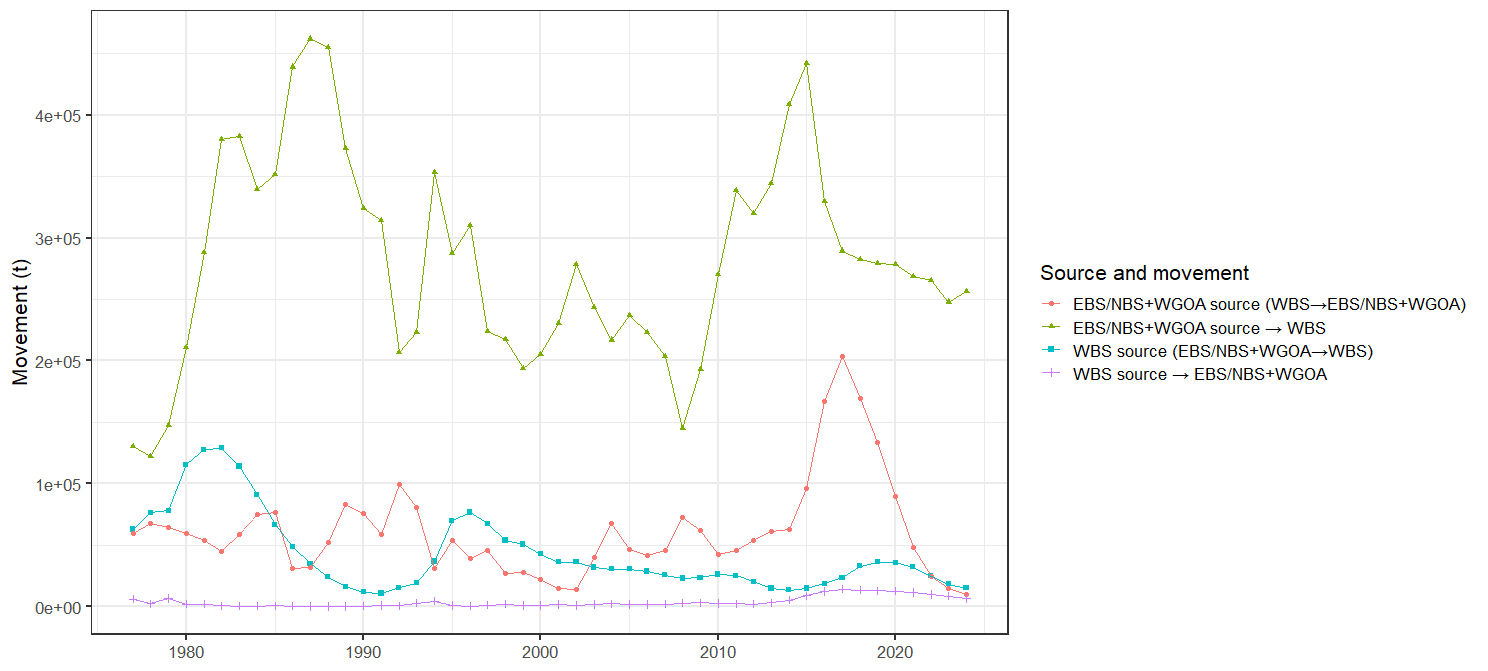 Movement (t)
4e+05
3e+05
2e+05
1e+05
0e+00
1980 1990 2000 2010 2020
Source and movement
EBS/NBS+WGOA source (WBS→EBS/NBS+WGOA)
EBS/NBS+WGOA source → WBS
WBS source (EBS/NBS+WGOA→WBS)
WBS source → EBS/NBS+WGOA